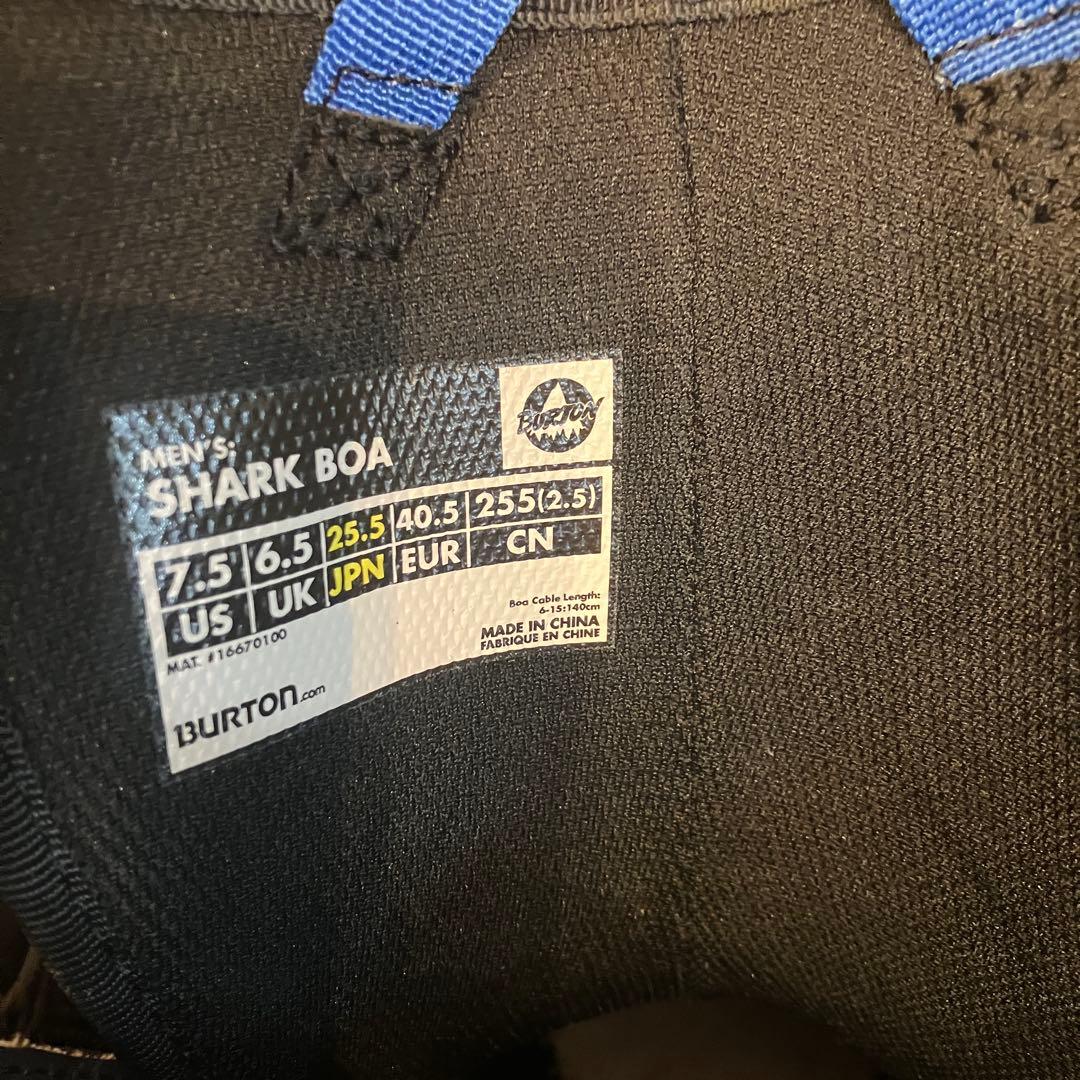 BURTON
MEN'S:
SHARK BOA
7.5 6.5 25.5 40.5 255(2.5)
US UK JPN EUR CN
MAT. #16670100
Boa Cable Length:
6-15:140cm
MADE IN CHINA
FABRIQUE EN CHINE
BURTON.com